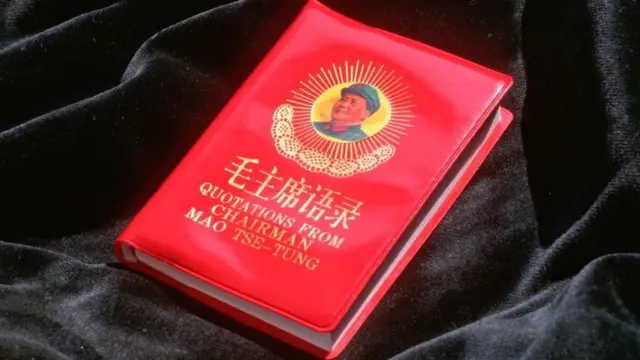 毛主席语录
QUOTATIONS FROM
CHAIRMAN
MAO TSE-TUNG